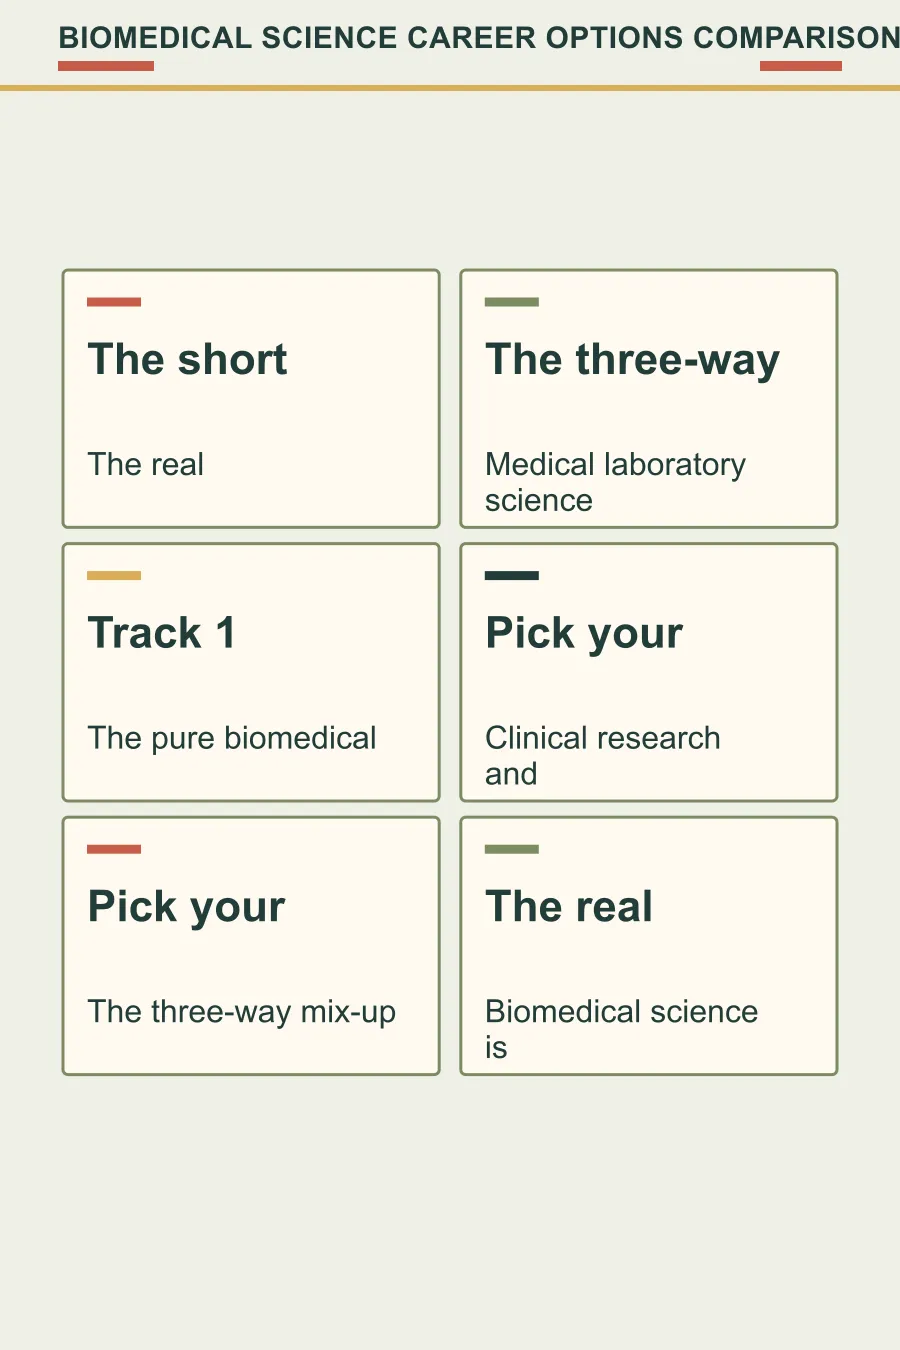 BIOMEDICAL SCIENCE CAREER OPTIONS COMPARISON
The short
The real
The three-way
Medical laboratory
science
Track 1
The pure biomedical
Pick your
Clinical research
and
Pick your
The three-way mix-up
The real
Biomedical science
is